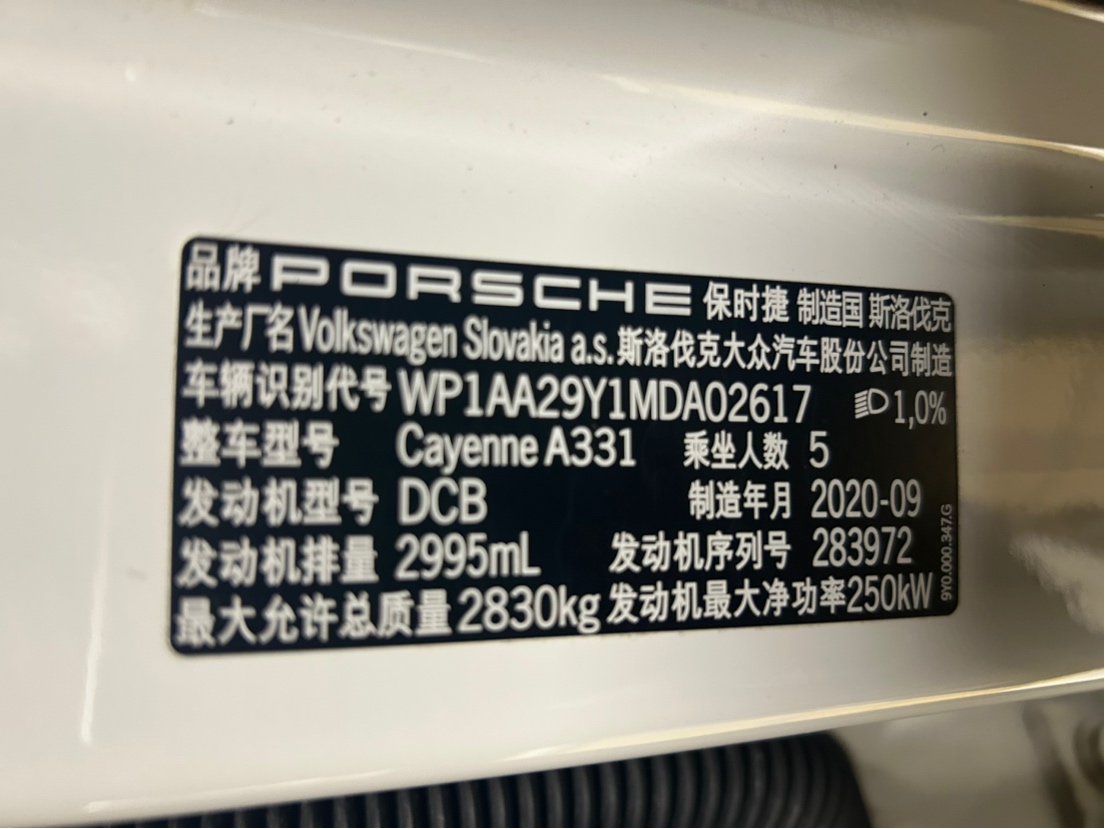 品牌 PORSCHE 保时捷 制造国 斯洛伐克
生产厂名 Volkswagen Slovakia a.s. 斯洛伐克大众汽车股份公司制造
车辆识别代号 WP1AA29Y1MDA02617 1,0%
整车型号 Cayenne A331 乘坐人数 5
发动机型号 DCB 制造年月 2020-09
发动机排量 2995mL 发动机序列号 283972
最大允许总质量 2830kg 发动机最大净功率 250kW
9Y0.000.347.G